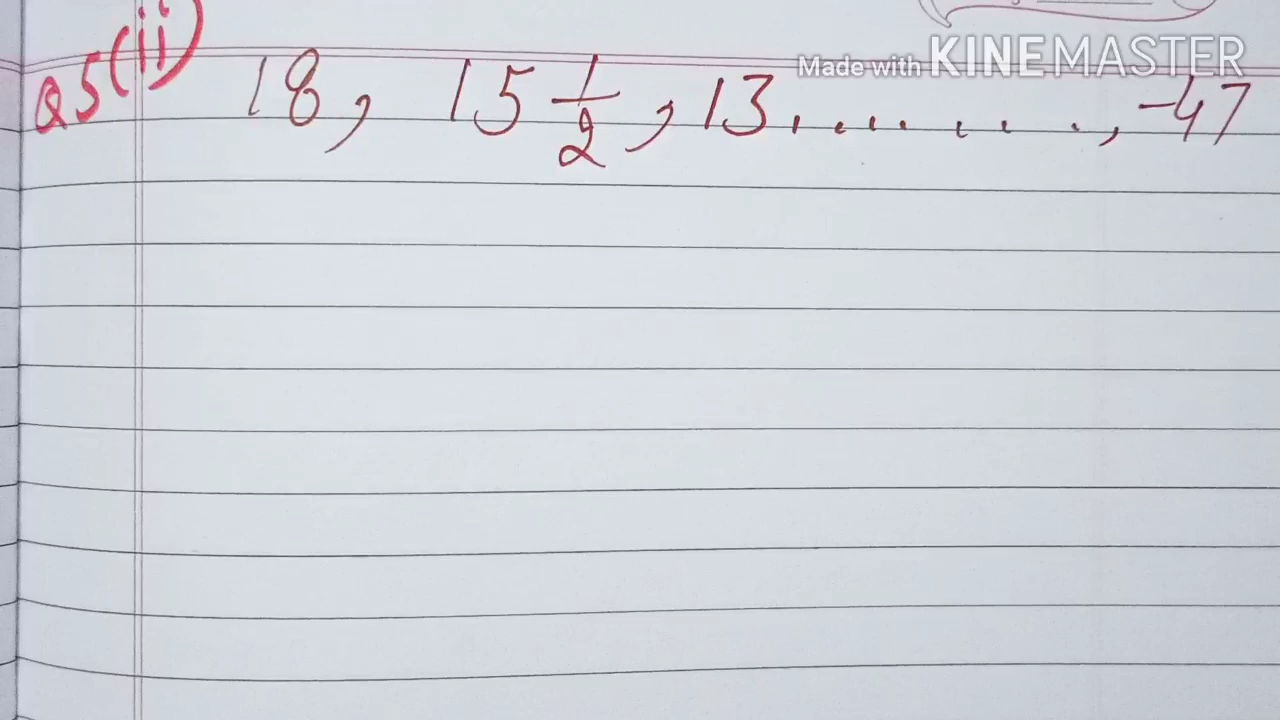 Made with KINEMASTER
Q5(ii) 18, 15 1/2, 13. . . . . . . ., -47